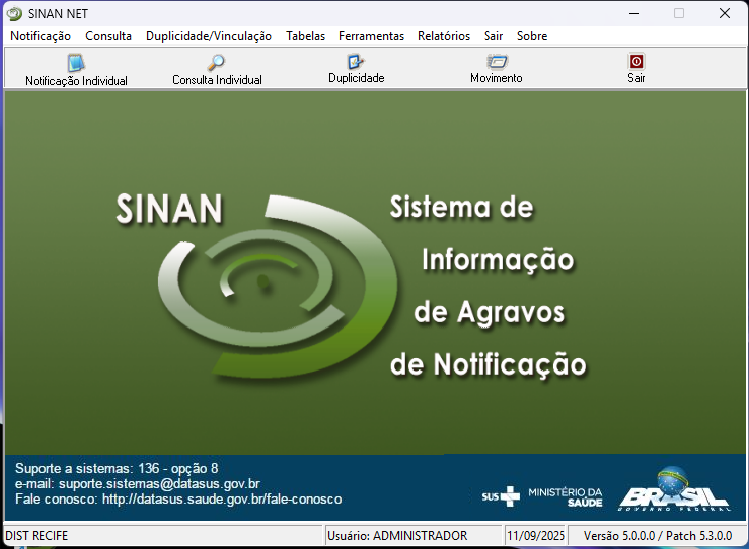 SINAN NET
Notificação Consulta Duplicidade/Vinculação Tabelas Ferramentas Relatórios Sair Sobre
Notificação Individual Consulta Individual Duplicidade Movimento Sair
SINAN
Sistema de
Informação
de Agravos
de Notificação
Suporte a sistemas: 136 - opção 8
e-mail: suporte.sistemas@datasus.gov.br
Fale conosco: http://datasus.saude.gov.br/fale-conosco
SUS MINISTÉRIO DA
SAÚDE
BRASIL
GOVERNO FEDERAL
DIST RECIFE Usuário: ADMINISTRADOR 11/09/2025 Versão 5.0.0.0 / Patch 5.3.0.0